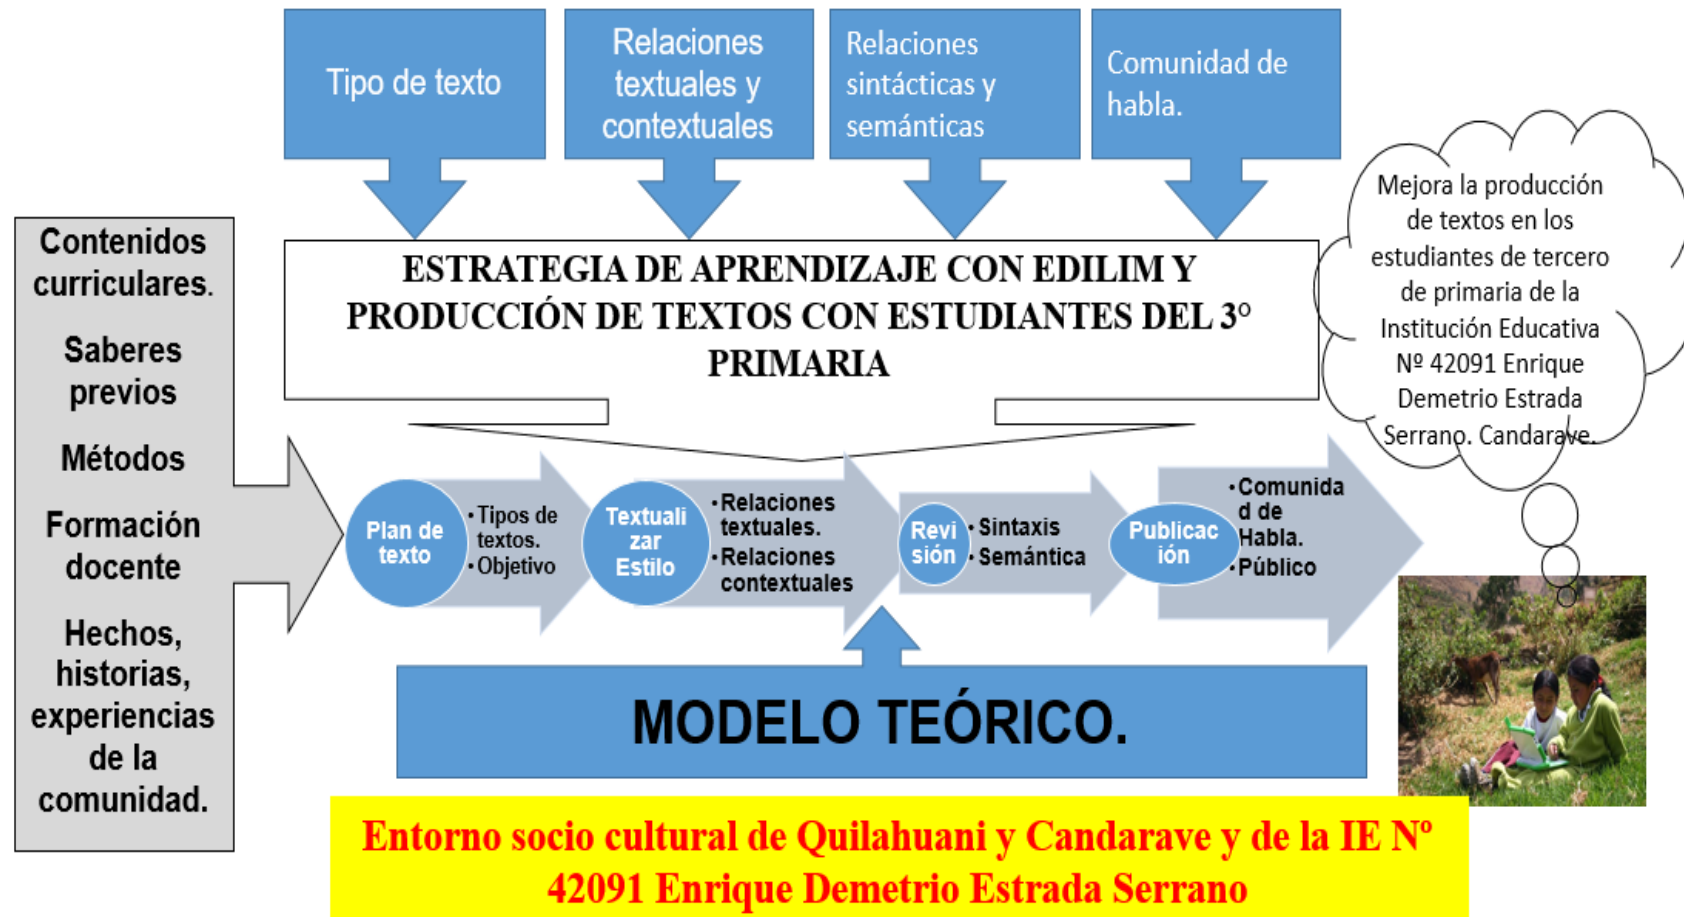 Tipo de texto
Relaciones
textuales y
contextuales
Relaciones
sintácticas y
semánticas
Comunidad de
habla.
Contenidos
curriculares.
Saberes
previos
Métodos
Formación
docente
Hechos,
historias,
experiencias
de la
comunidad.
ESTRATEGIA DE APRENDIZAJE CON EDILIM Y
PRODUCCIÓN DE TEXTOS CON ESTUDIANTES DEL 3°
PRIMARIA
Mejora la producción
de textos en los
estudiantes de tercero
de primaria de la
Institución Educativa
Nº 42091 Enrique
Demetrio Estrada
Serrano. Candarave.
Plan de
texto
• Tipos de
textos.
• Objetivo
Textuali
zar
Estilo
• Relaciones
textuales.
• Relaciones
contextuales
Revi
sión
• Sintaxis
• Semántica
Publicac
ión
• Comunida
d de
Habla.
• Público
MODELO TEÓRICO.
Entorno socio cultural de Quilahuani y Candarave y de la IE Nº
42091 Enrique Demetrio Estrada Serrano